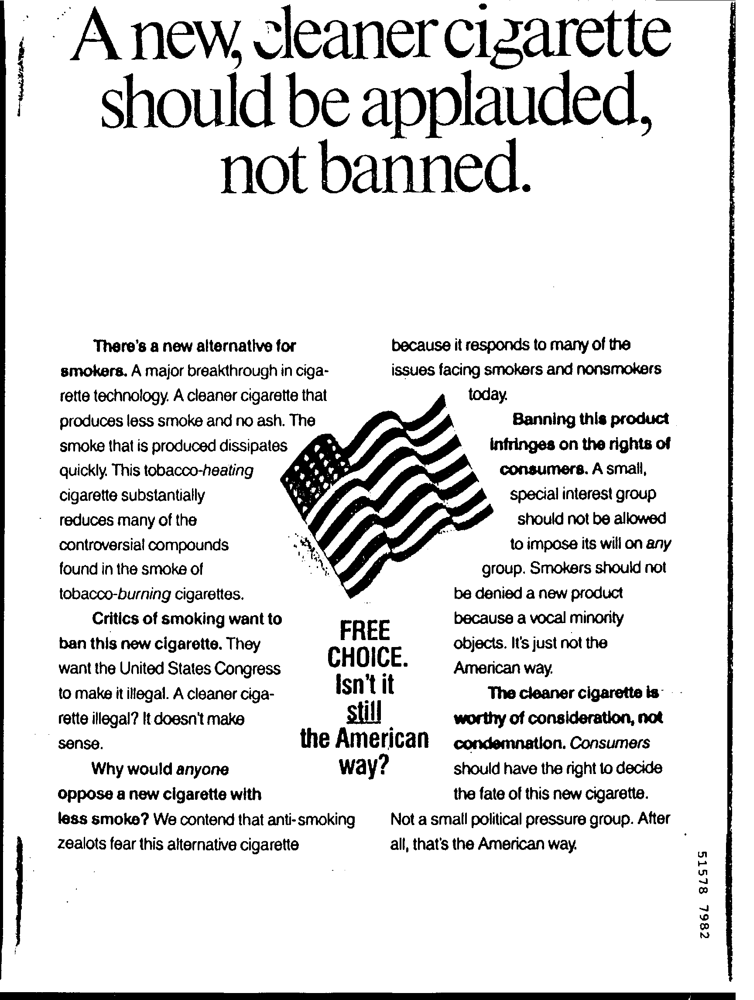 A new, cleaner cigarette
should be applauded,
not banned.
There's a new alternative for
smokers. A major breakthrough in ciga-
rette technology. A cleaner cigarette that
produces less smoke and no ash. The
smoke that is produced dissipates
quickly. This tobacco-heating
cigarette substantially
reduces many of the
controversial compounds
found in the smoke of
tobacco-burning cigarettes.
Critics of smoking want to
ban this new cigarette. They
want the United States Congress
to make it illegal. A cleaner ciga-
rette illegal? It doesn't make
sense.
Why would anyone
oppose a new cigarette with
less smoke? We contend that anti-smoking
zealots fear this alternative cigarette
because it responds to many of the
issues facing smokers and nonsmokers
today.
Banning this product
infringes on the rights of
consumers. A small,
special interest group
should not be allowed
to impose its will on any
group. Smokers should not
be denied a new product
because a vocal minority
objects. It's just not the
American way.
The cleaner cigarette is
worthy of consideration, not
condemnation. Consumers
should have the right to decide
the fate of this new cigarette.
Not a small political pressure group. After
all, that's the American way.
FREE
CHOICE.
Isn't it
still
the American
way?
51578 7982